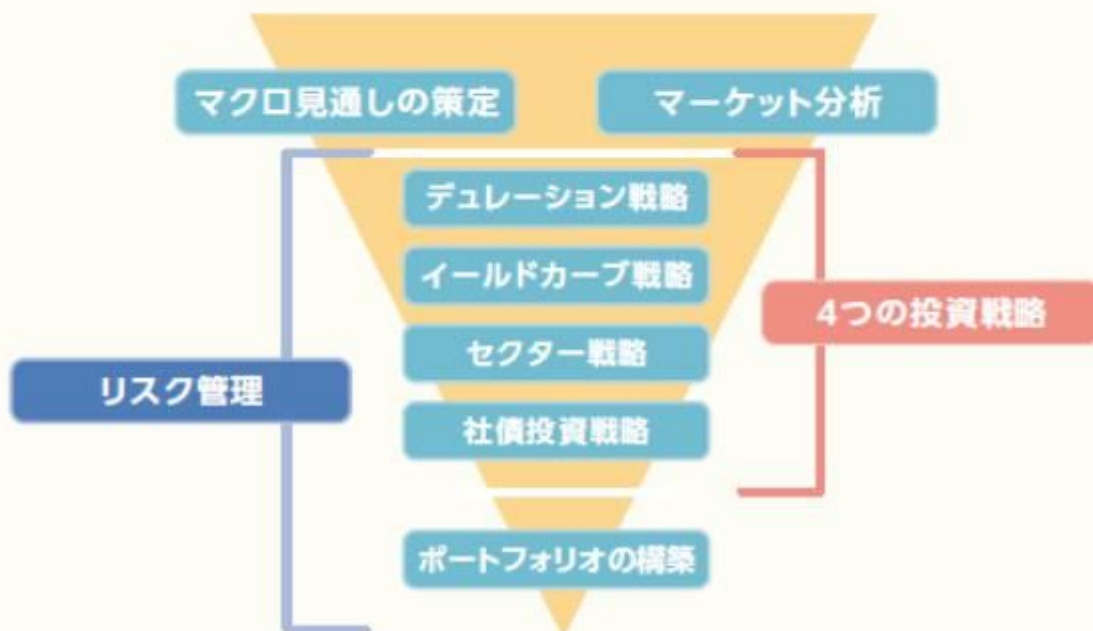 マクロ見通しの策定
マーケット分析
デュレーション戦略
イールドカーブ戦略
4つの投資戦略
セクター戦略
リスク管理
社債投資戦略
ポートフォリオの構築